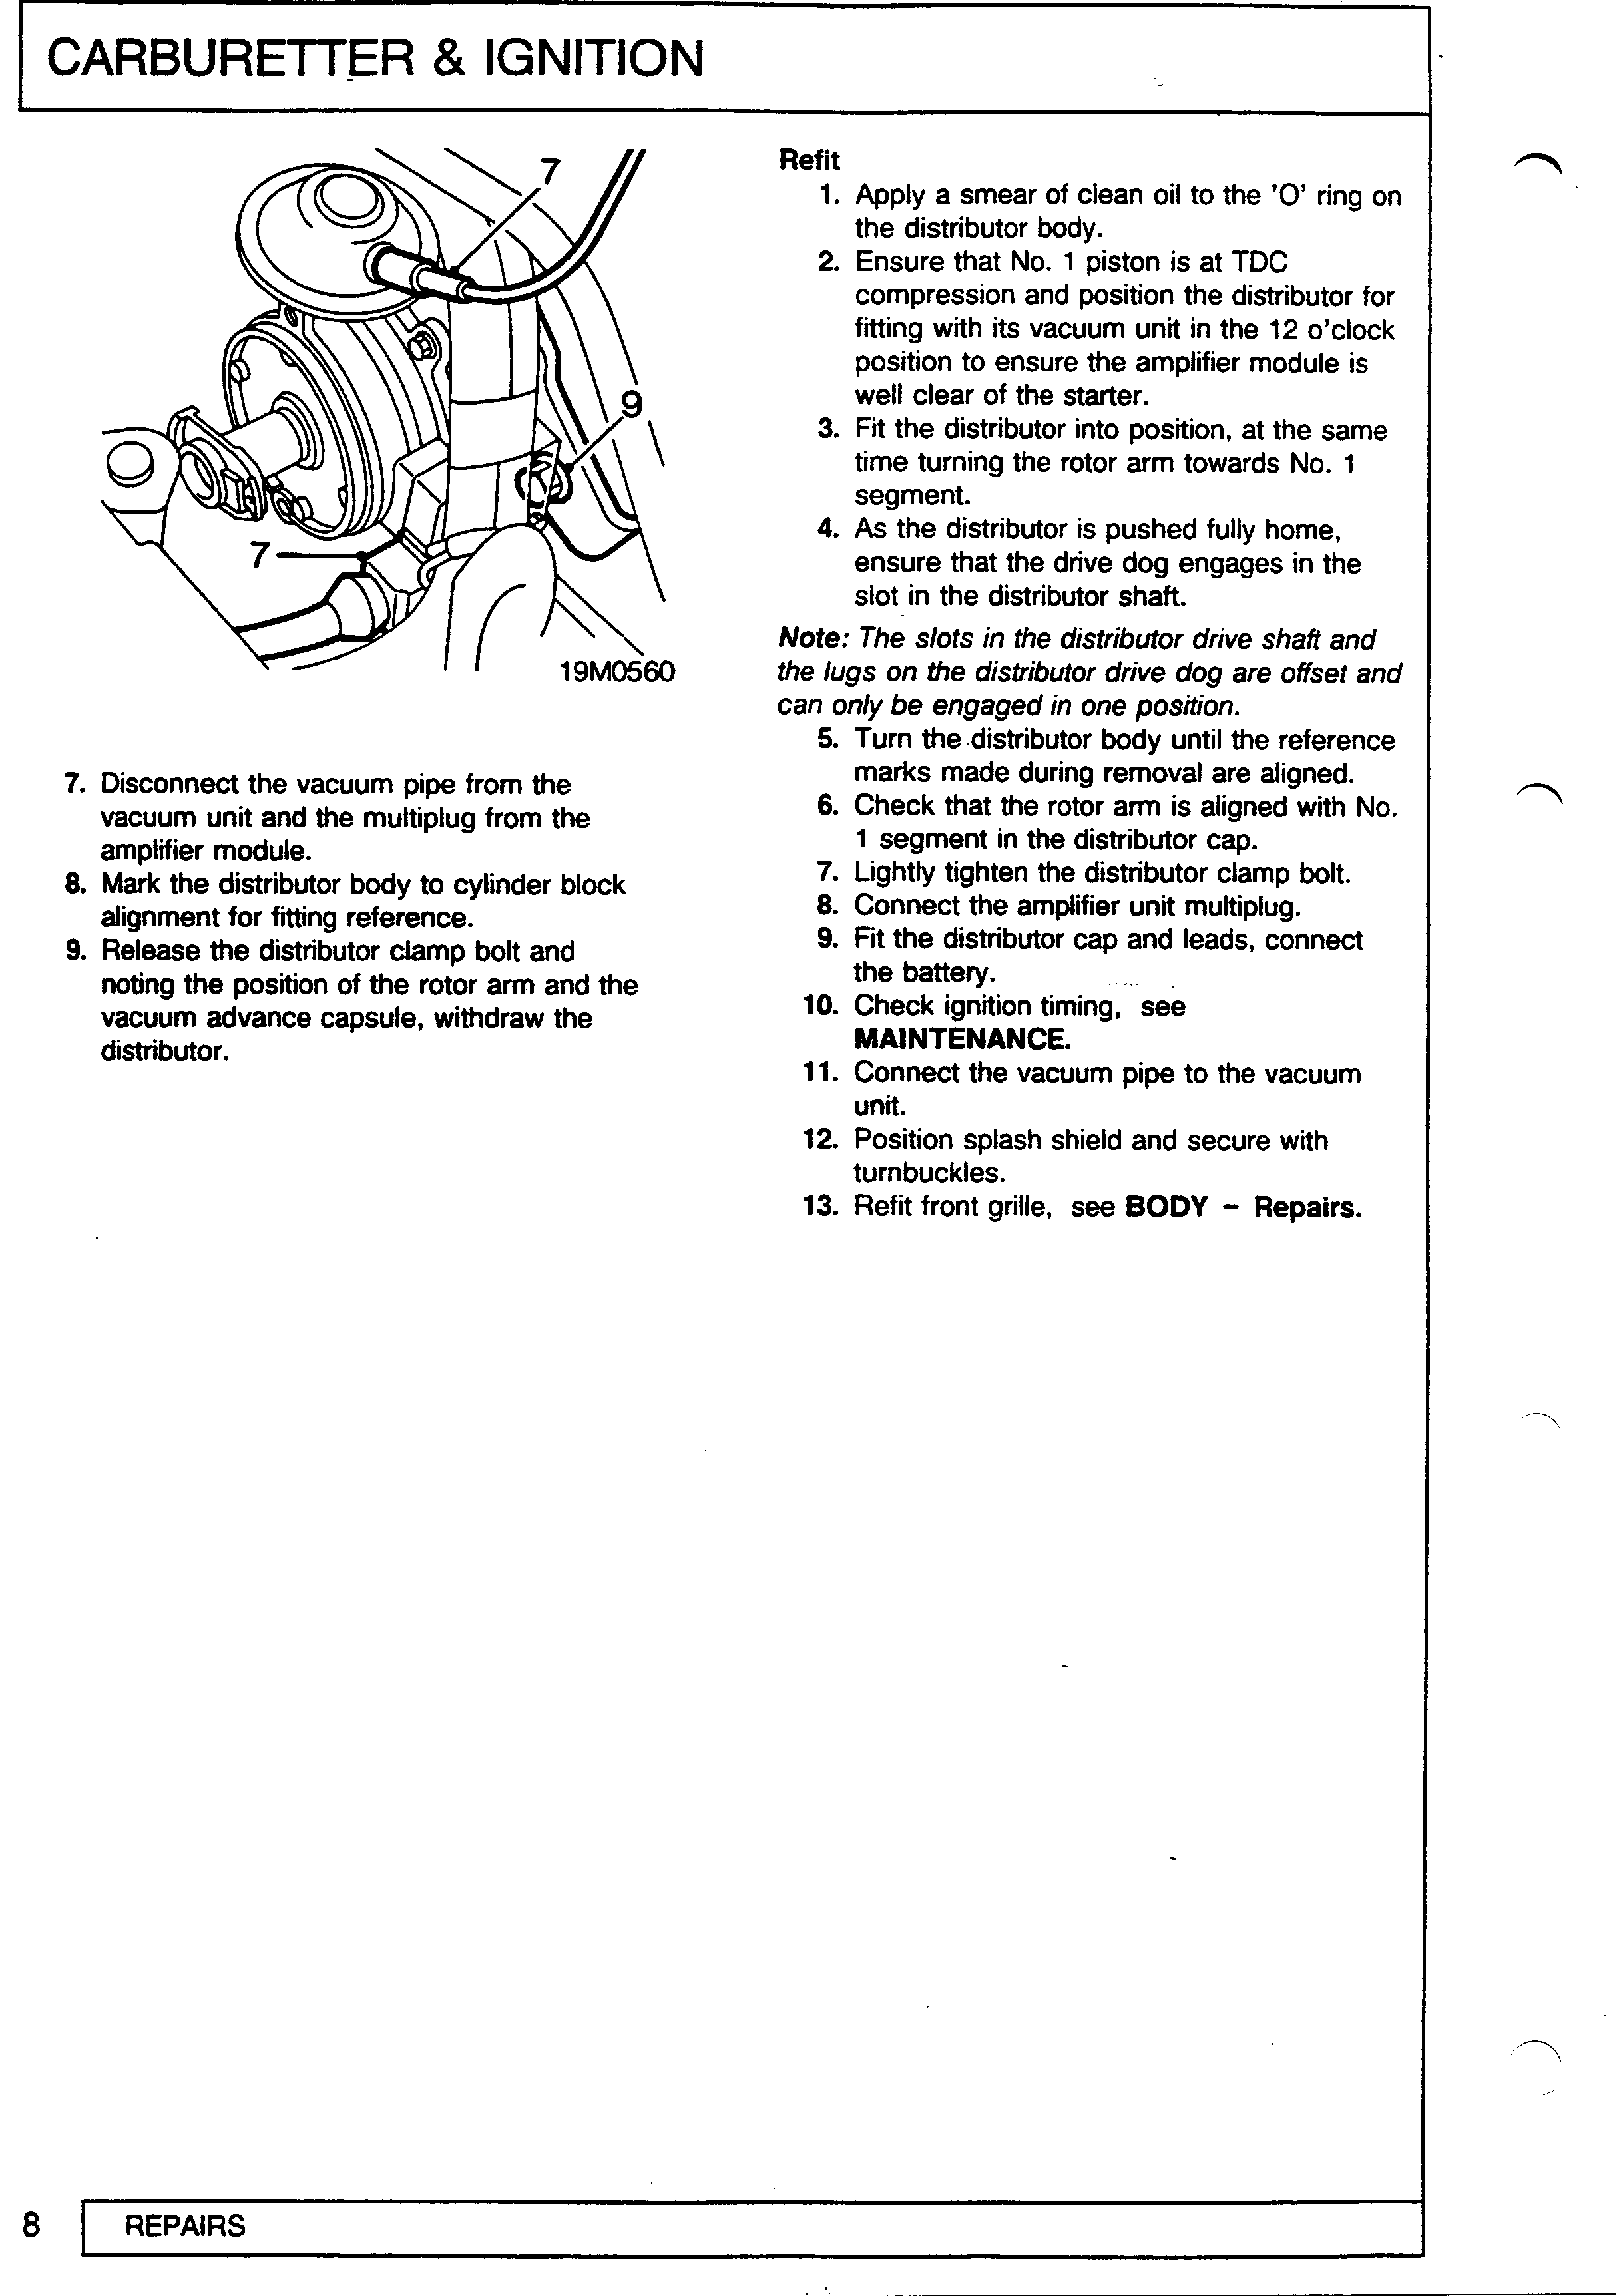 CARBURETTER & IGNITION
7
9
7
19M0560
7. Disconnect the vacuum pipe from the
vacuum unit and the multiplug from the
amplifier module.
8. Mark the distributor body to cylinder block
alignment for fitting reference.
9. Release the distributor clamp bolt and
noting the position of the rotor arm and the
vacuum advance capsule, withdraw the
distributor.
Refit
1. Apply a smear of clean oil to the 'O' ring on
the distributor body.
2. Ensure that No. 1 piston is at TDC
compression and position the distributor for
fitting with its vacuum unit in the 12 o'clock
position to ensure the amplifier module is
well clear of the starter.
3. Fit the distributor into position, at the same
time turning the rotor arm towards No. 1
segment.
4. As the distributor is pushed fully home,
ensure that the drive dog engages in the
slot in the distributor shaft.
Note: The slots in the distributor drive shaft and
the lugs on the distributor drive dog are offset and
can only be engaged in one position.
5. Turn the distributor body until the reference
marks made during removal are aligned.
6. Check that the rotor arm is aligned with No.
1 segment in the distributor cap.
7. Lightly tighten the distributor clamp bolt.
8. Connect the amplifier unit multiplug.
9. Fit the distributor cap and leads, connect
the battery.
10. Check ignition timing, see
MAINTENANCE.
11. Connect the vacuum pipe to the vacuum
unit.
12. Position splash shield and secure with
turnbuckles.
13. Refit front grille, see BODY - Repairs.
8
REPAIRS